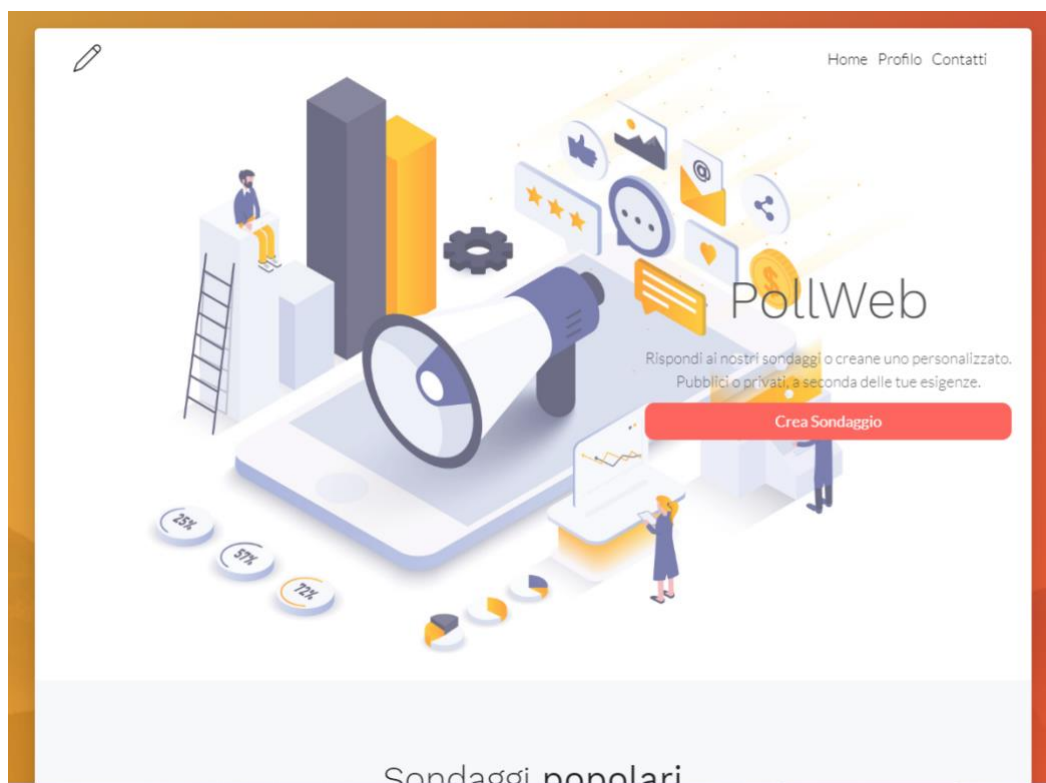 Home Profilo Contatti
@
$
PollWeb
Rispondi ai nostri sondaggi o creane uno personalizzato.
Pubblici o privati, a seconda delle tue esigenze.
Crea Sondaggio
25%
57%
72%
Sondaggi popolari